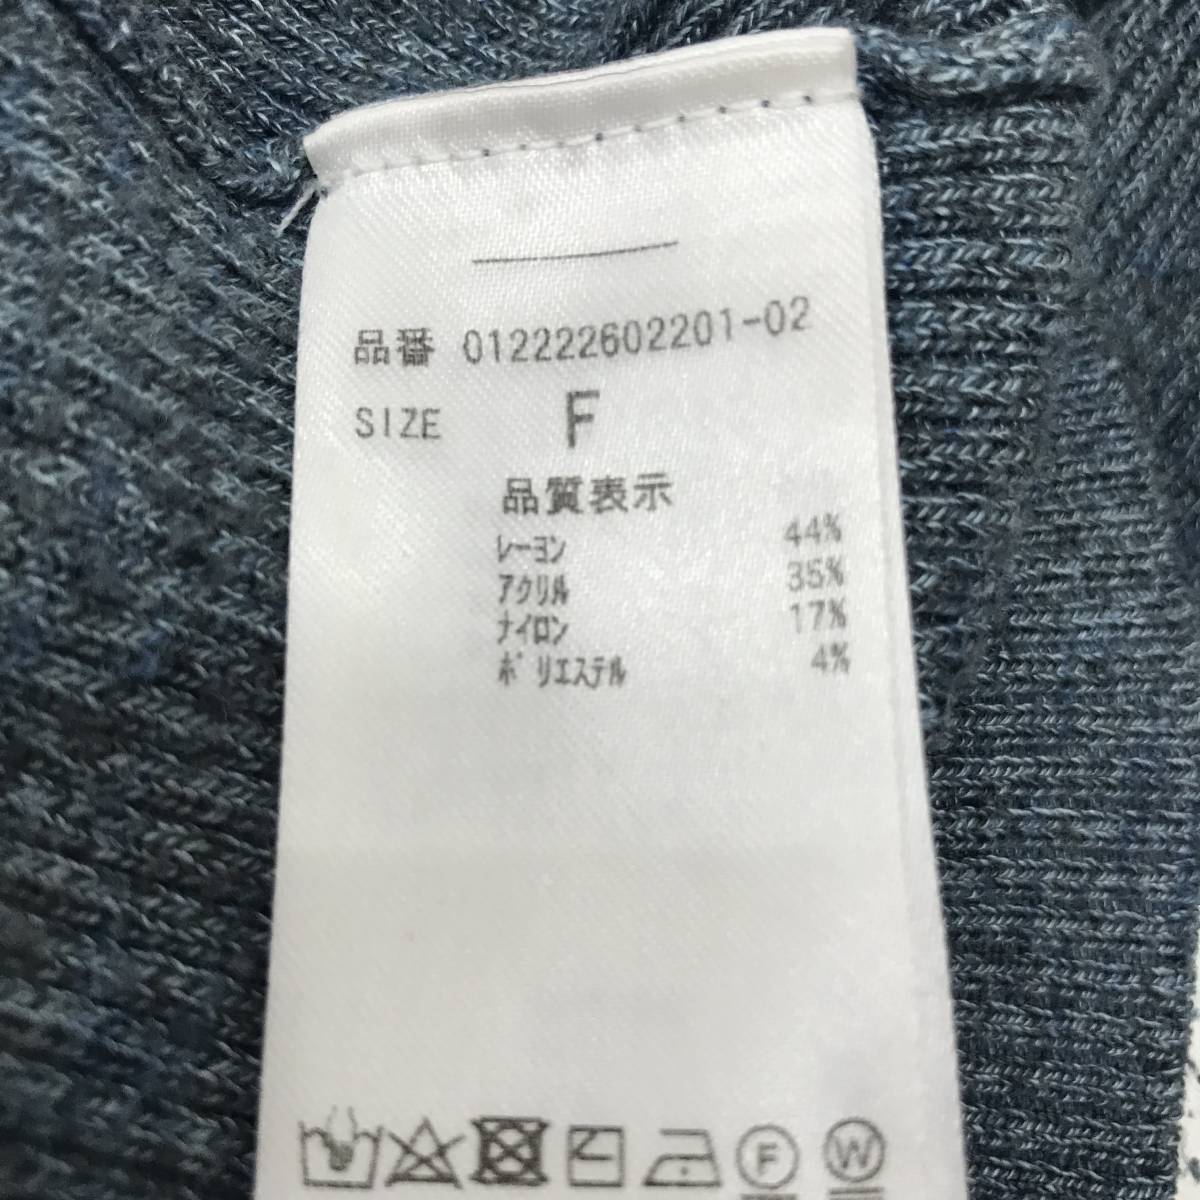 品番 012222602201-02
SIZE F
品質表示
レーヨン 44%
アクリル 35%
ナイロン 17%
ポリエステル 4%
F W